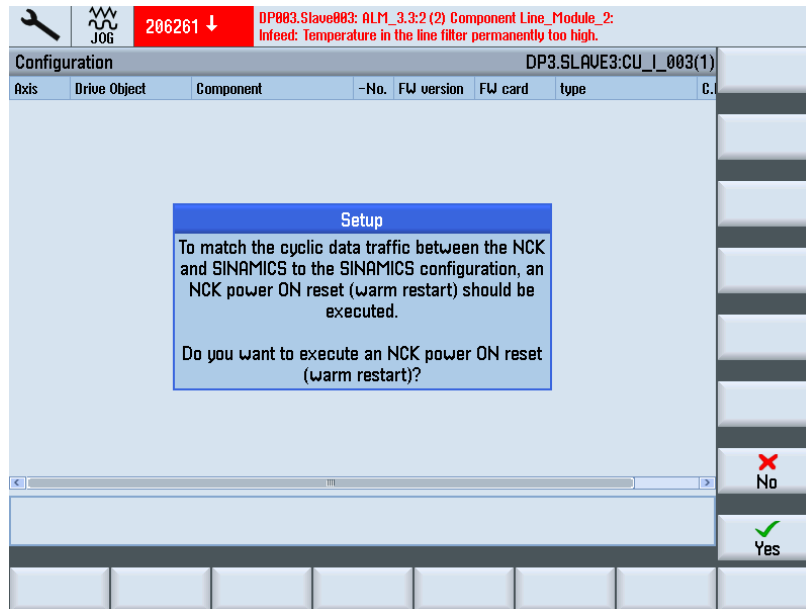 JOG
206261
DP003.Slave003: ALM_3.3:2 (2) Component Line_Module_2:
Infeed: Temperature in the line filter permanently too high.
Configuration
DP3.SLAVE3:CU_I_003(1)
Axis Drive Object Component -No. FW version FW card type C.
Setup
To match the cyclic data traffic between the NCK
and SINAMICS to the SINAMICS configuration, an
NCK power ON reset (warm restart) should be
executed.
Do you want to execute an NCK power ON reset
(warm restart)?
No
Yes